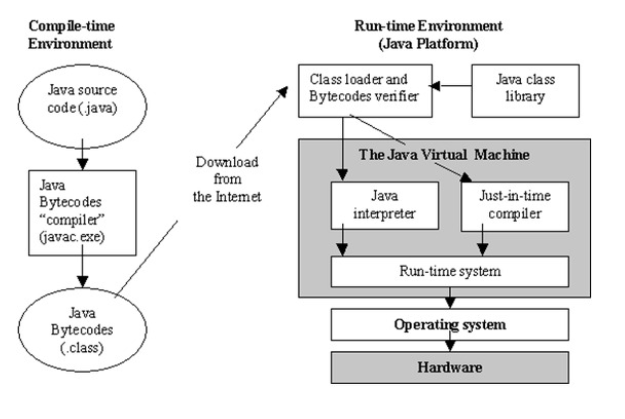 Compile-time
Environment
Java source
code (.java)
Java
Bytecodes
“compiler”
(javac.exe)
Java
Bytecodes
(.class)
Download
from
the Internet
Run-time Environment
(Java Platform)
Class loader and
Bytecodes verifier
Java class
library
The Java Virtual Machine
Java
interpreter
Just-in-time
compiler
Run-time system
Operating system
Hardware